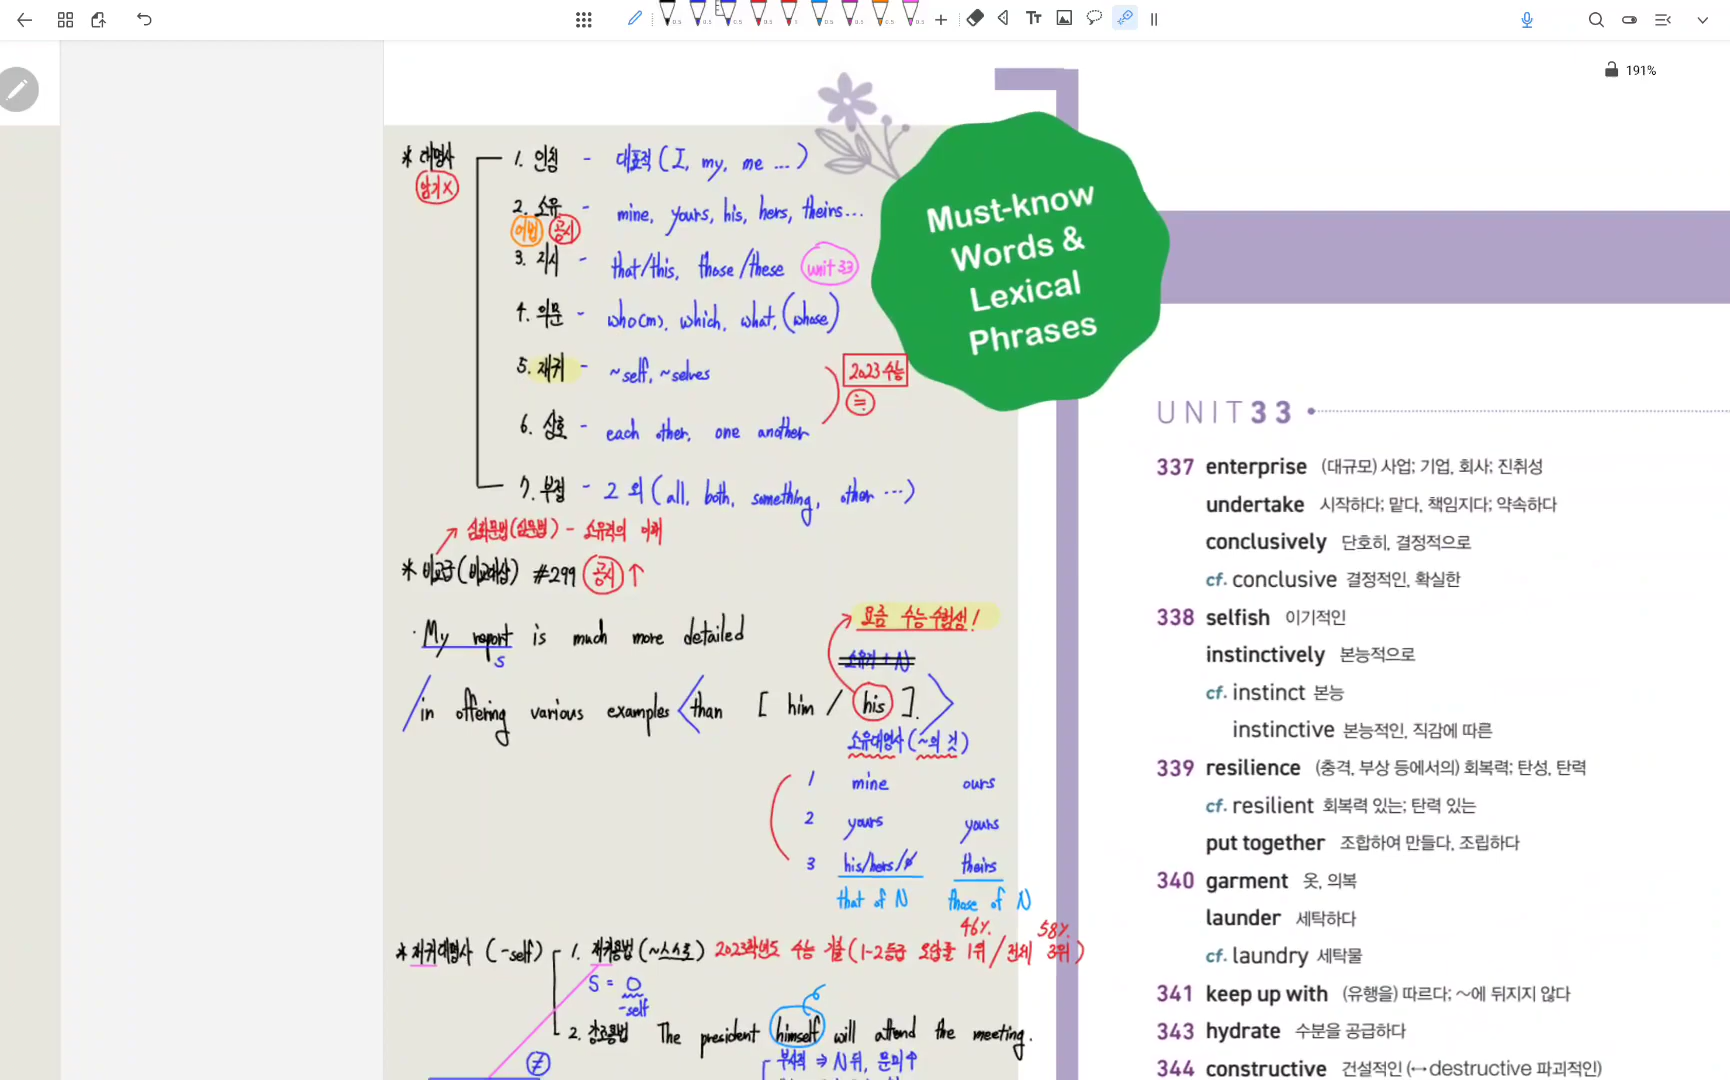 191%
* 대명사
암기X
1. 인칭 - 대표적 (I, my, me ... )
2. 소유 - mine, yours, his, hers, theirs...
어법 공시
3. 지시 - that/this, those/these unit 33
4. 의문 - who(m), which, what, (whose)
5. 재귀 - ~self, ~selves
2023 수능
6. 상호 - each other, one another
7. 부정 - 2 외 (all, both, something, other ...)
심화문법(심문법) - 소유격의 이해
* 비교급 (비교대상) #299 공시 ↑
요즘 수능수험생!
· My report is much more detailed
S
소유격 + N
in offering various examples than [ him / his ].
소유대명사 (~의 것)
1 mine ours
2 yours yours
3 his/hers/ theirs
that of N those of N
46%. 58%.
* 재귀대명사 (-self) 1. 재귀용법 (~스스로) 2023학년도 수능 기출 (1-2등급 오답률 1위 / 전체 3위)
S = O
-self
2. 강조용법 The president himself will attend the meeting.
≠
부사적 ⇒ N뒤, 문미 수
Must-know
Words &
Lexical
Phrases
UNIT 33
337 enterprise (대규모) 사업; 기업, 회사; 진취성
undertake 시작하다; 맡다, 책임지다; 약속하다
conclusively 단호히, 결정적으로
cf. conclusive 결정적인, 확실한
338 selfish 이기적인
instinctively 본능적으로
cf. instinct 본능
instinctive 본능적인, 직감에 따른
339 resilience (충격, 부상 등에서의) 회복력; 탄성, 탄력
cf. resilient 회복력 있는; 탄력 있는
put together 조합하여 만들다, 조립하다
340 garment 옷, 의복
launder 세탁하다
cf. laundry 세탁물
341 keep up with (유행을) 따르다; ~에 뒤지지 않다
343 hydrate 수분을 공급하다
344 constructive 건설적인 (↔destructive 파괴적인)